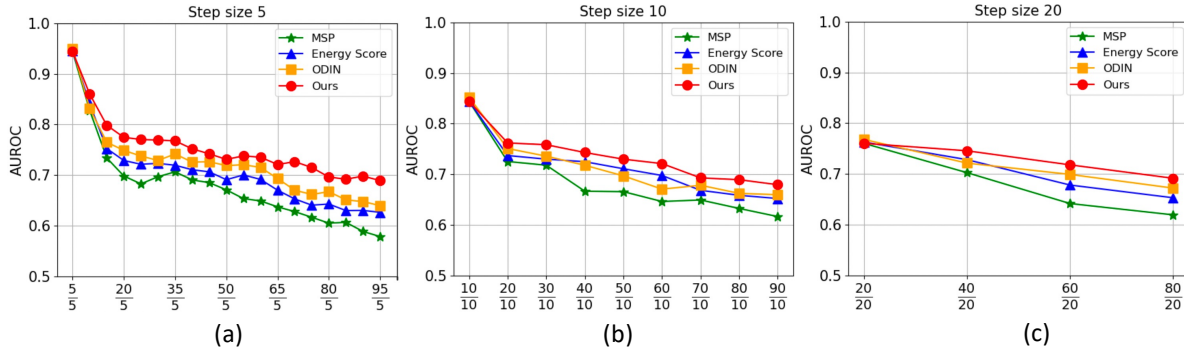 Step size 5
AUROC
1.0
0.9
0.8
0.7
0.6
0.5
MSP
Energy Score
ODIN
Ours
5/5
20/5
35/5
50/5
65/5
80/5
95/5
(a)
Step size 10
AUROC
1.0
0.9
0.8
0.7
0.6
0.5
MSP
Energy Score
ODIN
Ours
10/10
20/10
30/10
40/10
50/10
60/10
70/10
80/10
90/10
(b)
Step size 20
AUROC
1.0
0.9
0.8
0.7
0.6
0.5
MSP
Energy Score
ODIN
Ours
20/20
40/20
60/20
80/20
(c)